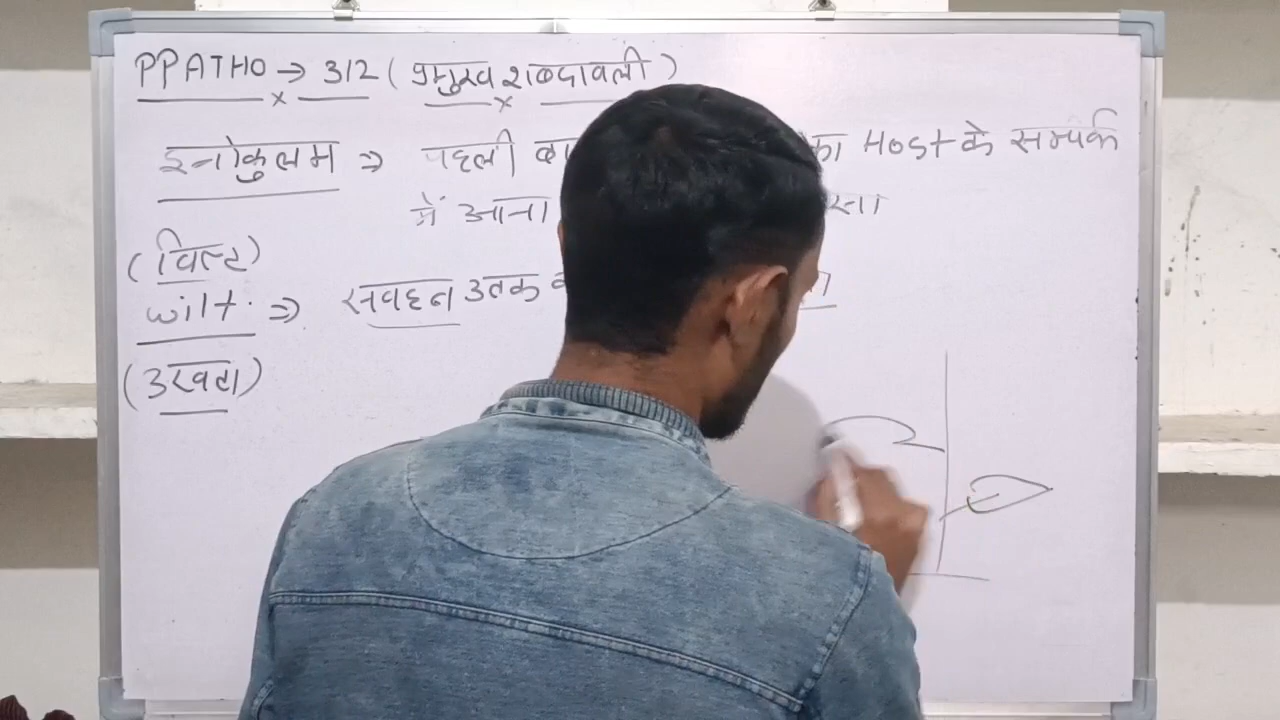 PPATHO → 312 ( प्रमुख शब्दावली )
इनोकुलम ⇒ पहली का Host के सम्पर्क
में आना
(विल्ट)
wilt. ⇒ संवहन उतक
(उखटा)